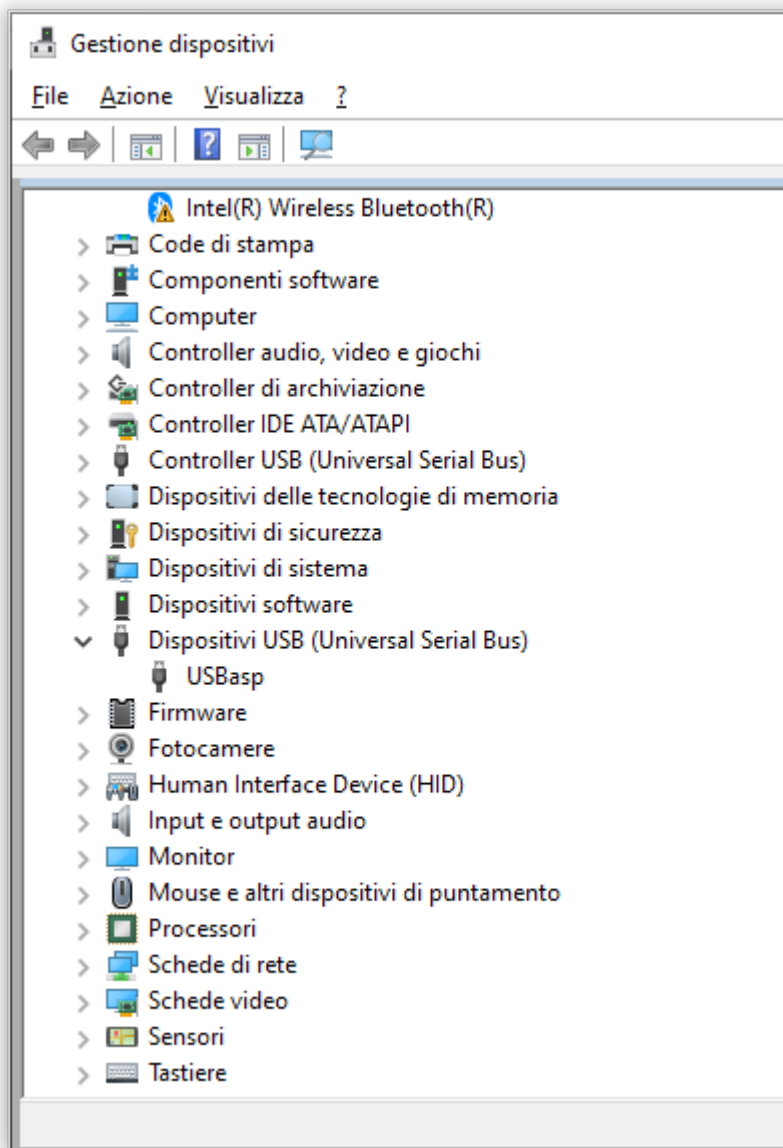 Gestione dispositivi
File Azione Visualizza ?
Intel(R) Wireless Bluetooth(R)
Code di stampa
Componenti software
Computer
Controller audio, video e giochi
Controller di archiviazione
Controller IDE ATA/ATAPI
Controller USB (Universal Serial Bus)
Dispositivi delle tecnologie di memoria
Dispositivi di sicurezza
Dispositivi di sistema
Dispositivi software
Dispositivi USB (Universal Serial Bus)
USBasp
Firmware
Fotocamere
Human Interface Device (HID)
Input e output audio
Monitor
Mouse e altri dispositivi di puntamento
Processori
Schede di rete
Schede video
Sensori
Tastiere